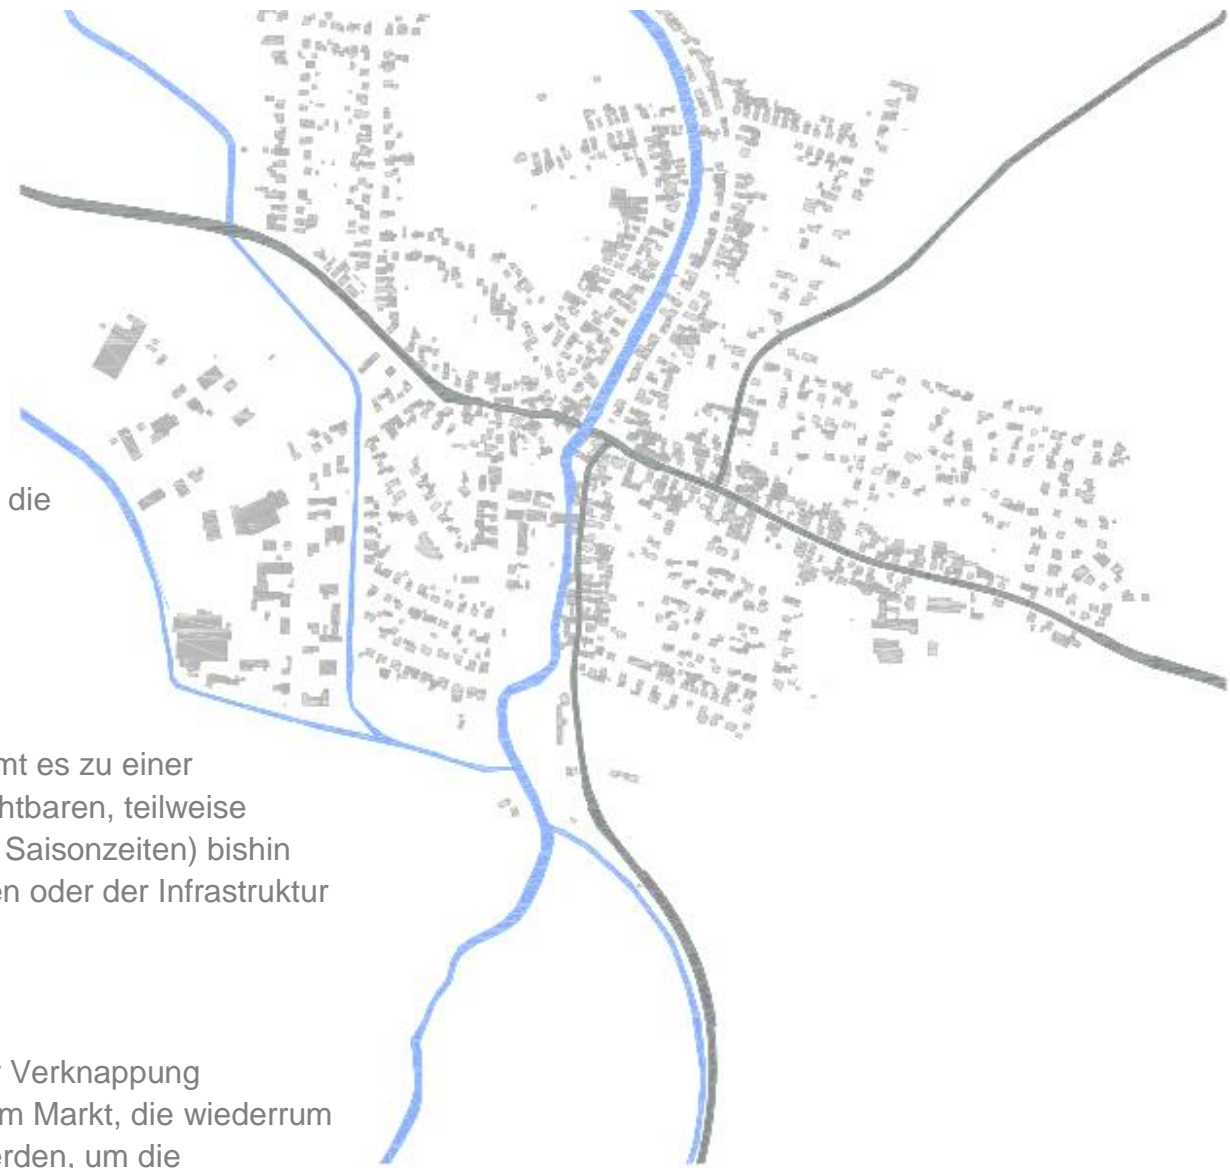 die
mt es zu einer
htbaren, teilweise
Saisonzeiten) bishin
en oder der Infrastruktur
r Verknappung
m Markt, die wiederrum
erden, um die